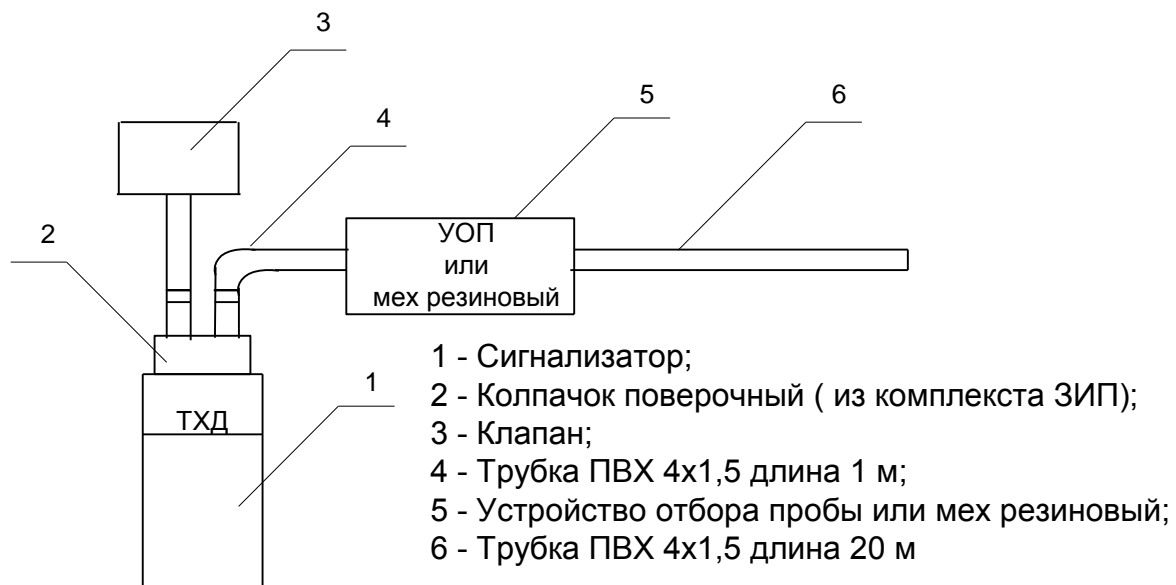 3
5
6
4
УОП
или
мех резиновый
2
1
ТХД
1 - Сигнализатор;
2 - Колпачок поверочный ( из комплекста ЗИП);
3 - Клапан;
4 - Трубка ПВХ 4х1,5 длина 1 м;
5 - Устройство отбора пробы или мех резиновый;
6 - Трубка ПВХ 4х1,5 длина 20 м